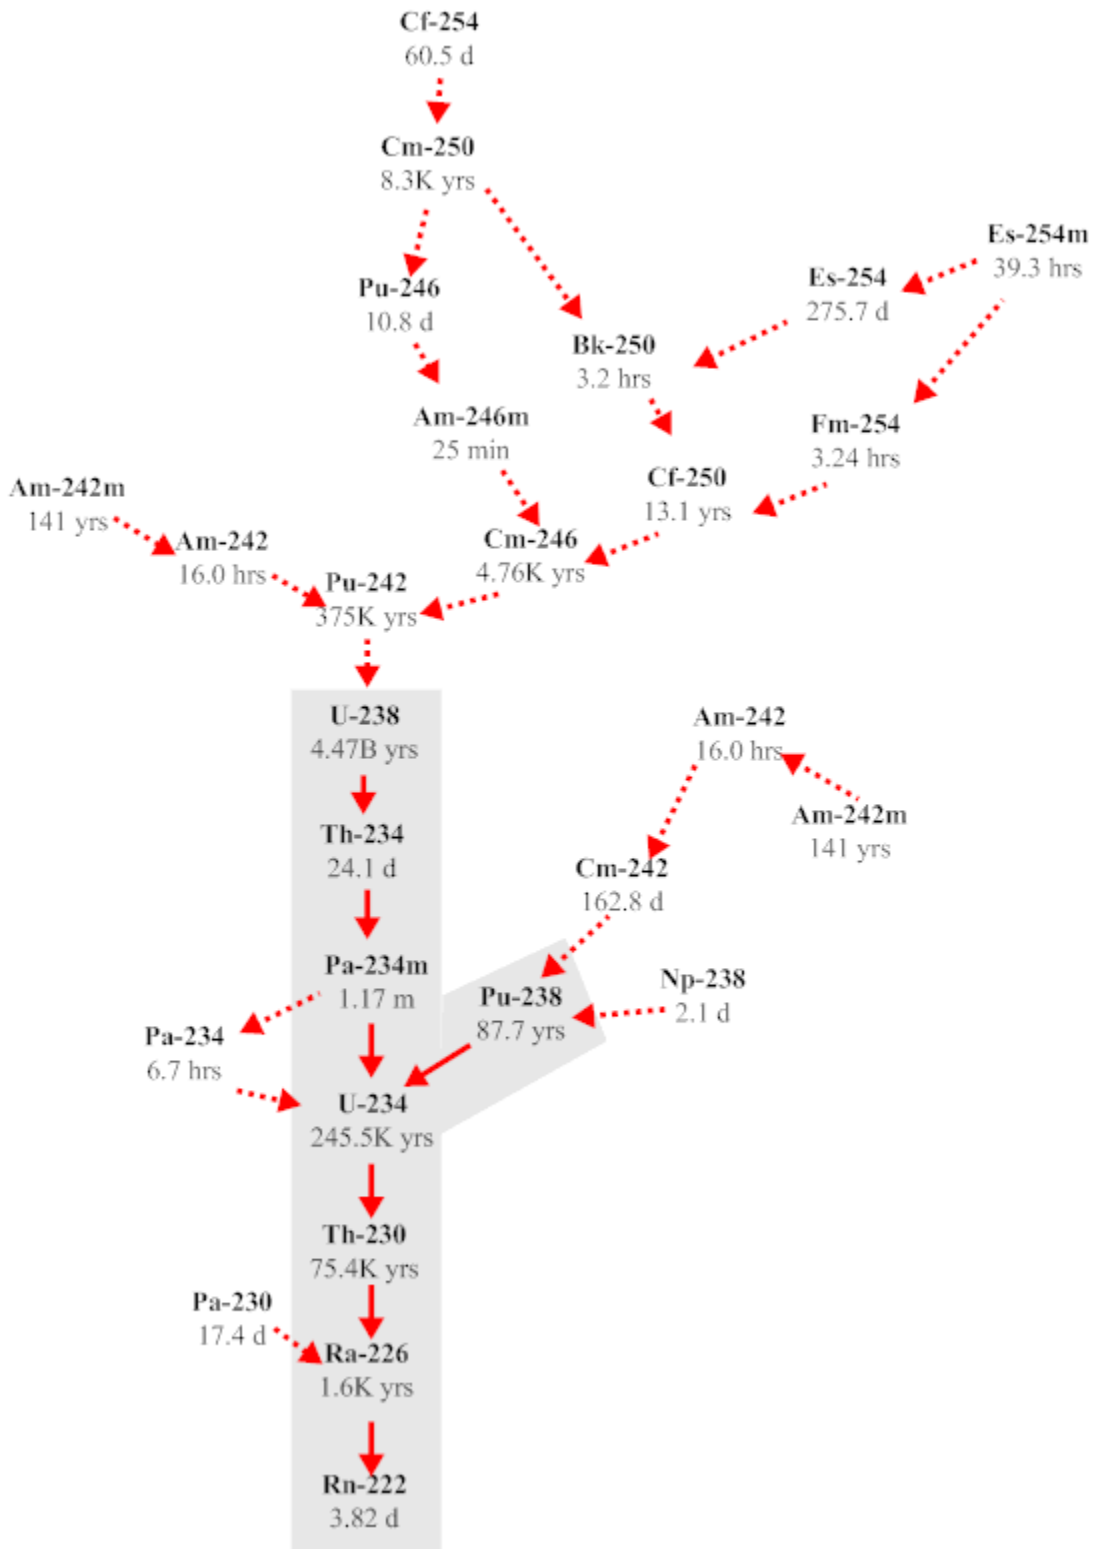 Cf-254
60.5 d
Cm-250
8.3K yrs
Es-254m
39.3 hrs
Es-254
275.7 d
Pu-246
10.8 d
Bk-250
3.2 hrs
Am-246m
25 min
Fm-254
3.24 hrs
Cf-250
13.1 yrs
Am-242m
141 yrs
Am-242
16.0 hrs
Cm-246
4.76K yrs
Pu-242
375K yrs
U-238
4.47B yrs
Am-242
16.0 hrs
Am-242m
141 yrs
Th-234
24.1 d
Cm-242
162.8 d
Pa-234m
1.17 m
Np-238
2.1 d
Pu-238
87.7 yrs
Pa-234
6.7 hrs
U-234
245.5K yrs
Th-230
75.4K yrs
Pa-230
17.4 d
Ra-226
1.6K yrs
Rn-222
3.82 d